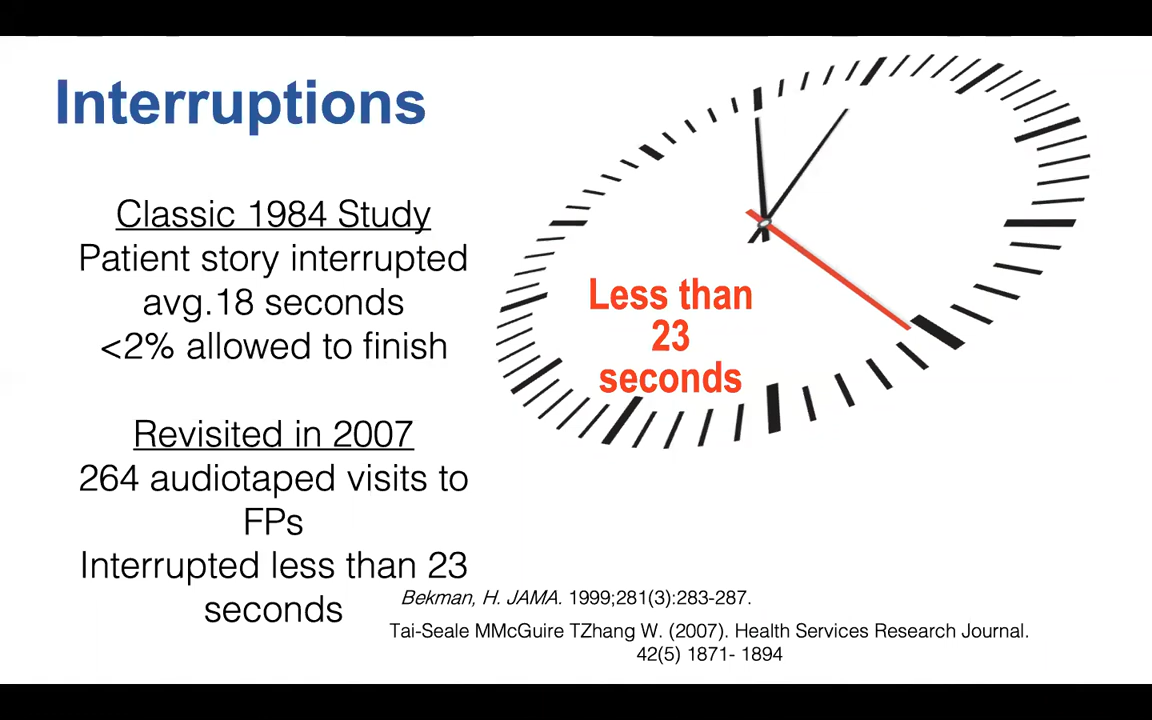 Interruptions
Classic 1984 Study
Patient story interrupted
avg.18 seconds
<2% allowed to finish
Revisited in 2007
264 audiotaped visits to
FPs
Interrupted less than 23
seconds
Less than
23
seconds
Bekman, H. JAMA. 1999;281(3):283-287.
Tai-Seale MMcGuire TZhang W. (2007). Health Services Research Journal.
42(5) 1871- 1894